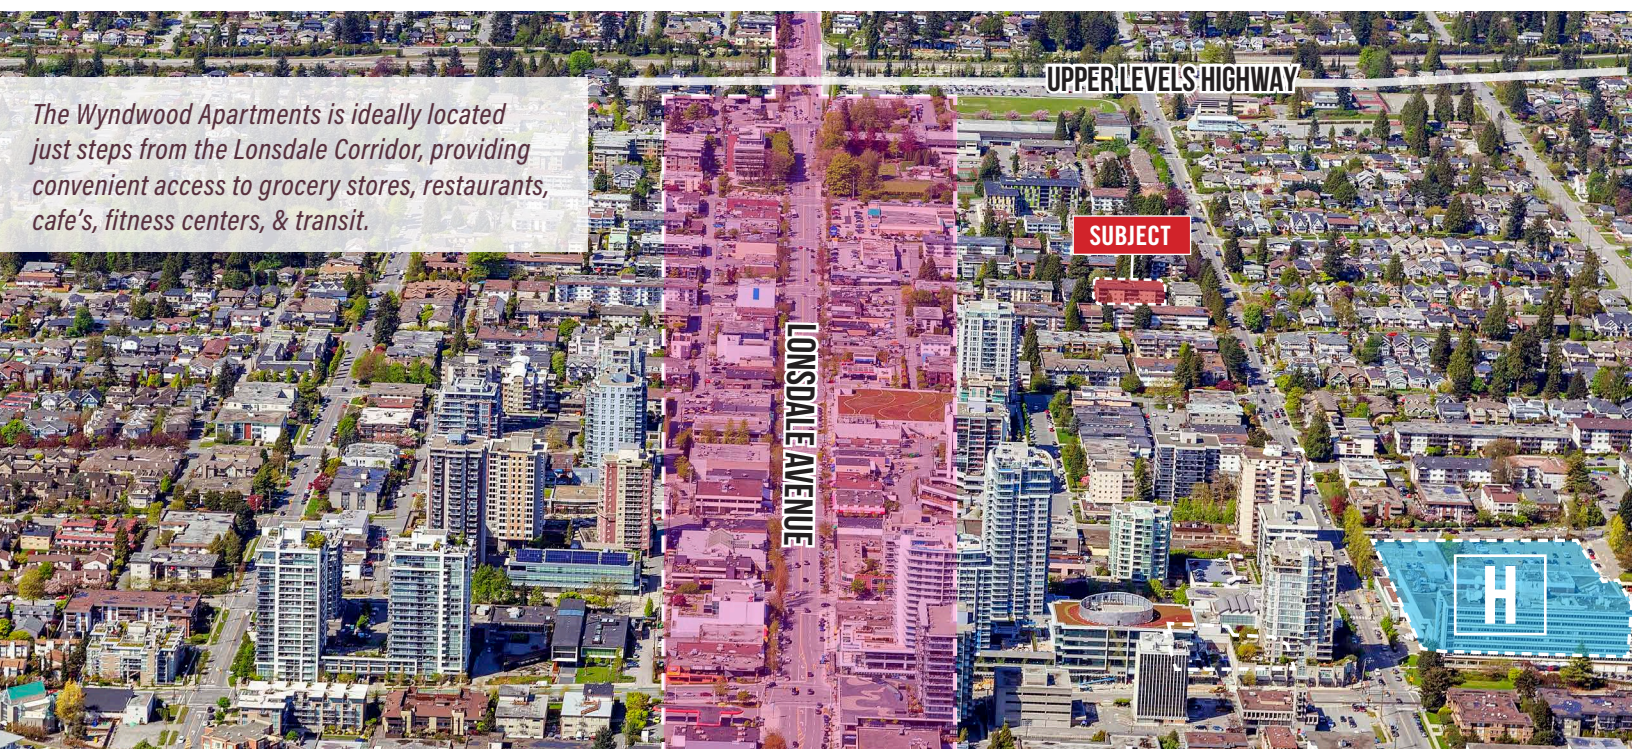 UPPER LEVELS HIGHWAY
The Wyndwood Apartments is ideally located
just steps from the Lonsdale Corridor, providing
convenient access to grocery stores, restaurants,
cafe's, fitness centers, & transit.
SUBJECT
LONSDALE AVENUE
H